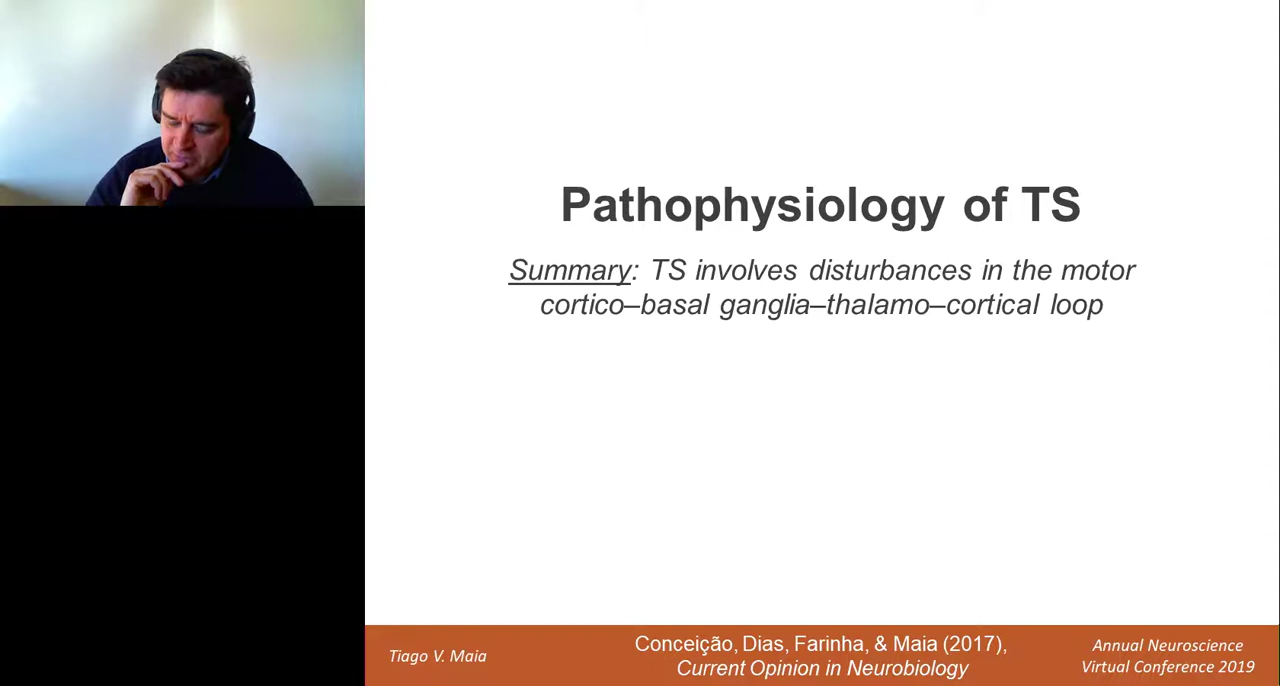 Pathophysiology of TS
Summary: TS involves disturbances in the motor
cortico–basal ganglia–thalamo–cortical loop
Tiago V. Maia
Conceição, Dias, Farinha, & Maia (2017),
Current Opinion in Neurobiology
Annual Neuroscience
Virtual Conference 2019